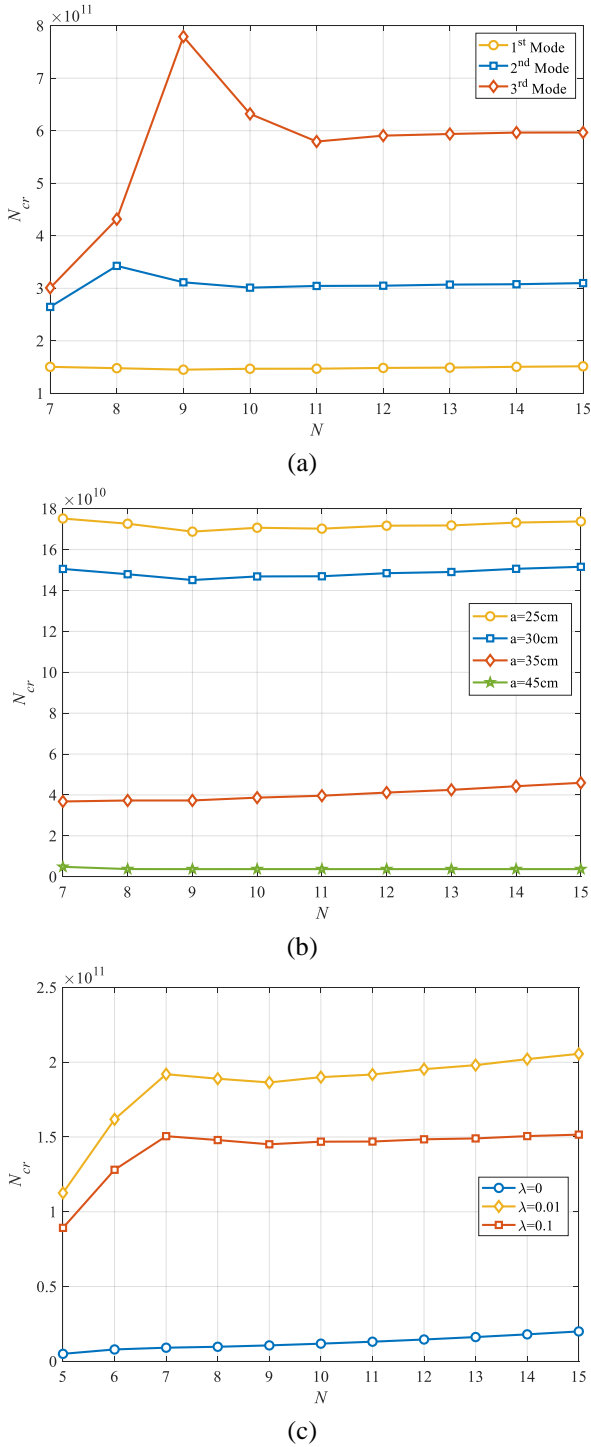 ×10^11
8
7
6
5
4
3
2
1
N_cr
1st Mode
2nd Mode
3rd Mode
7 8 9 10 11 12 13 14 15
N
(a)
×10^10
18
16
14
12
10
8
6
4
2
0
N_cr
a=25cm
a=30cm
a=35cm
a=45cm
7 8 9 10 11 12 13 14 15
N
(b)
×10^11
2.5
2
1.5
1
0.5
0
N_cr
λ=0
λ=0.01
λ=0.1
5 6 7 8 9 10 11 12 13 14 15
N
(c)